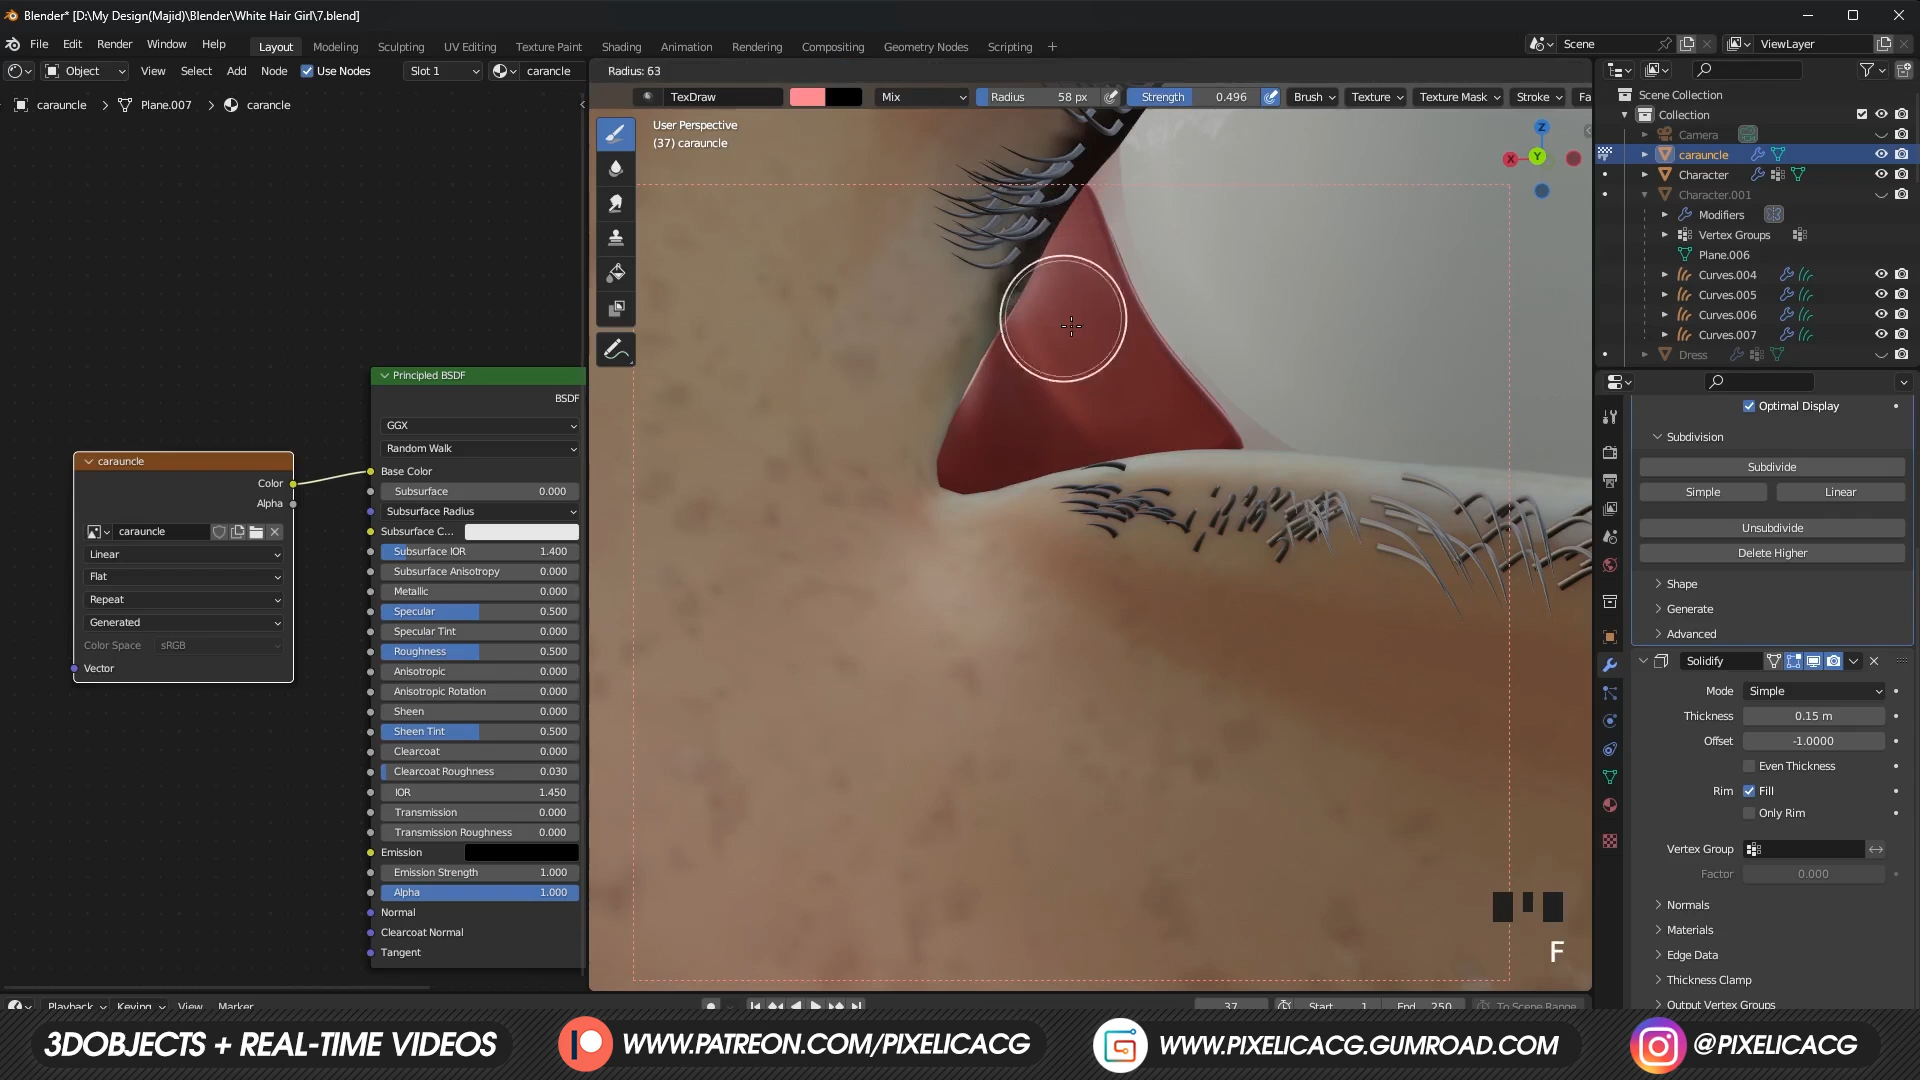 Blender* [D:\My Design(Majid)\Blender\White Hair Girl\7.blend]
File Edit Render Window Help
Layout Modeling Sculpting UV Editing Texture Paint Shading Animation Rendering Compositing Geometry Nodes Scripting +
Scene ViewLayer
Object View Select Add Node Use Nodes Slot 1 carauncle
Radius: 63
TexDraw Mix Radius 58 px Strength 0.496 Brush Texture Texture Mask Stroke Fa
carauncle Plane.007 carauncle
User Perspective
(37) carauncle
Z
X Y
carauncle
Color
Alpha
carauncle
Linear
Flat
Repeat
Generated
Color Space sRGB
Vector
Principled BSDF
BSDF
GGX
Random Walk
Base Color
Subsurface 0.000
Subsurface Radius
Subsurface C...
Subsurface IOR 1.400
Subsurface Anisotropy 0.000
Metallic 0.000
Specular 0.500
Specular Tint 0.000
Roughness 0.500
Anisotropic 0.000
Anisotropic Rotation 0.000
Sheen 0.000
Sheen Tint 0.500
Clearcoat 0.000
Clearcoat Roughness 0.030
IOR 1.450
Transmission 0.000
Transmission Roughness 0.000
Emission
Emission Strength 1.000
Alpha 1.000
Normal
Clearcoat Normal
Tangent
F
Scene Collection
Collection
Camera
carauncle
Character
Character.001
Modifiers
Vertex Groups
Plane.006
Curves.004
Curves.005
Curves.006
Curves.007
Dress
Optimal Display
Subdivision
Subdivide
Simple Linear
Unsubdivide
Delete Higher
Shape
Generate
Advanced
Solidify
Mode Simple
Thickness 0.15 m
Offset -1.0000
Even Thickness
Rim Fill
Only Rim
Vertex Group
Factor 0.000
Normals
Materials
Edge Data
Thickness Clamp
Output Vertex Groups
Playback Keying View Marker 37 Start 1 End 250 To Scene Range
3DOBJECTS + REAL-TIME VIDEOS WWW.PATREON.COM/PIXELICACG WWW.PIXELICACG.GUMROAD.COM @PIXELICACG